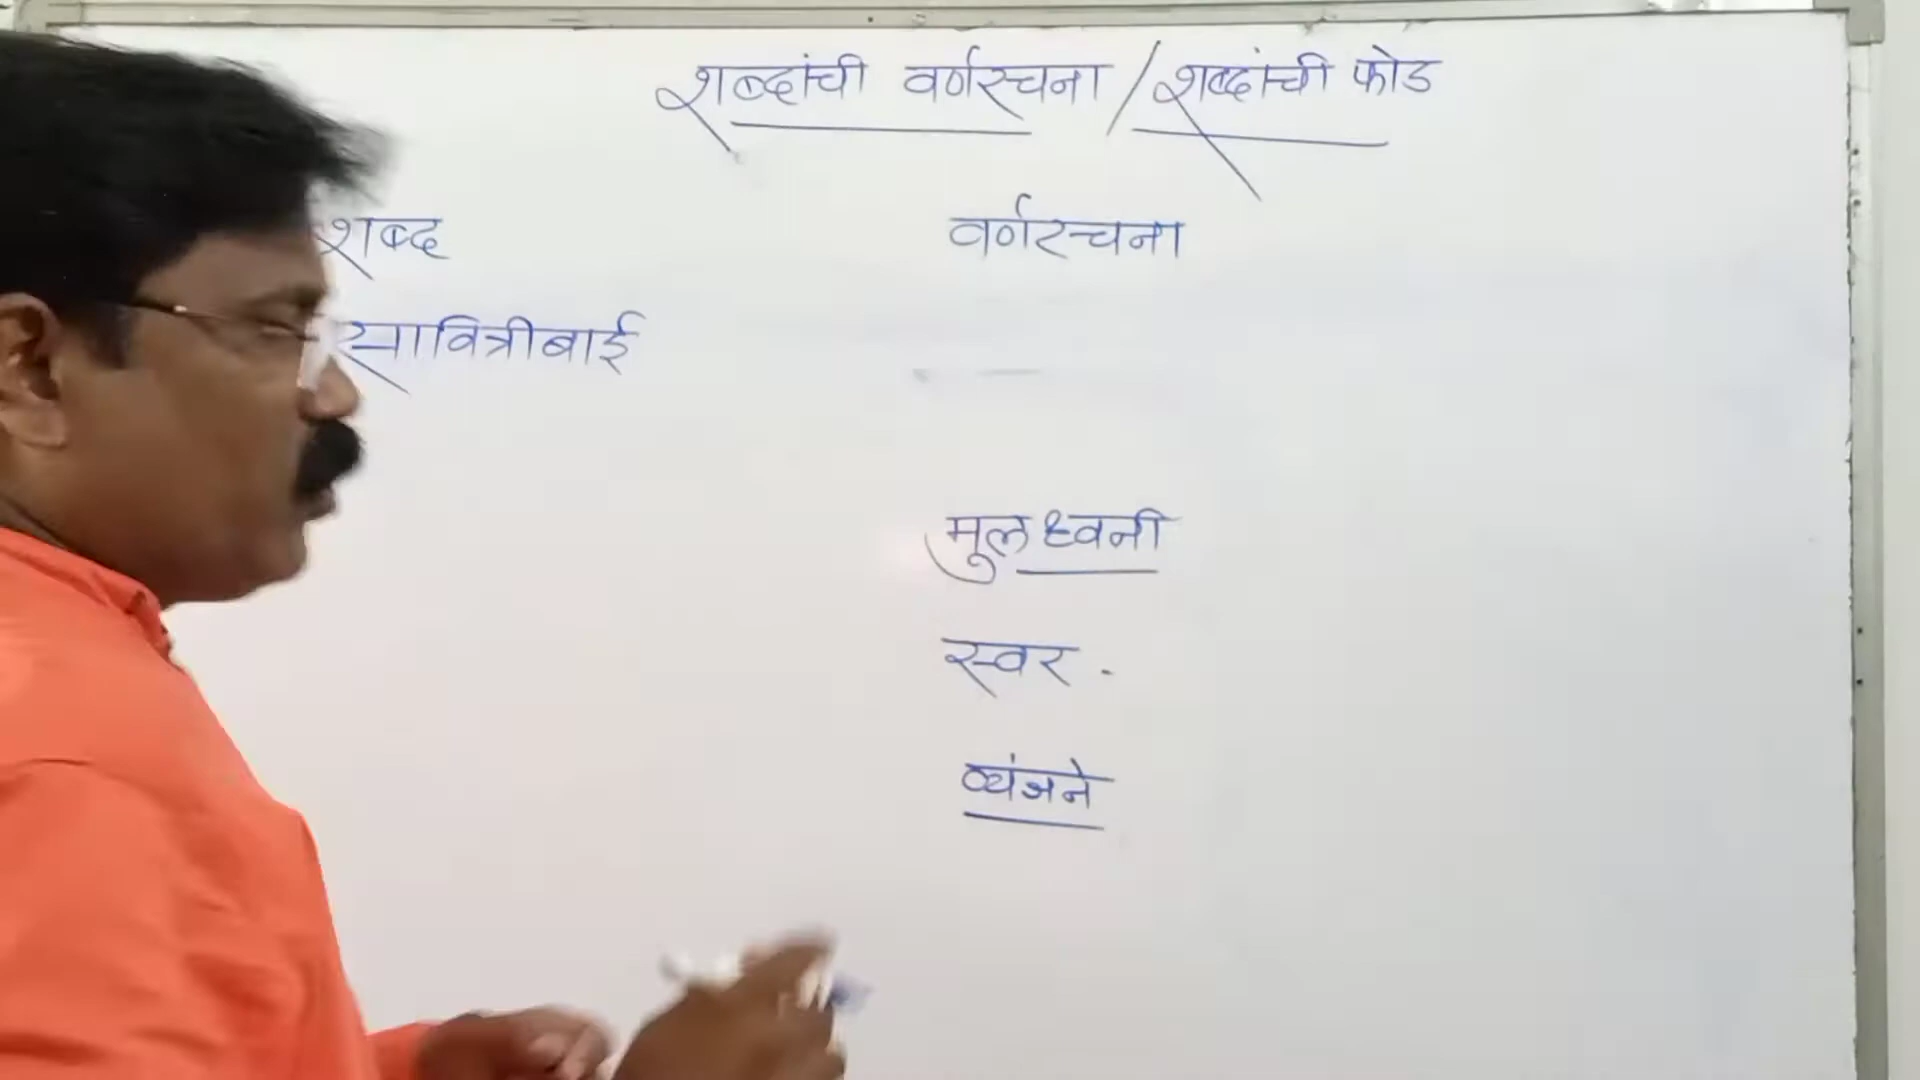 शब्दांची वर्णरचना / शब्दांची फोड
शब्द वर्णरचना
सावित्रीबाई
मूलध्वनी
स्वर .
व्यंजने